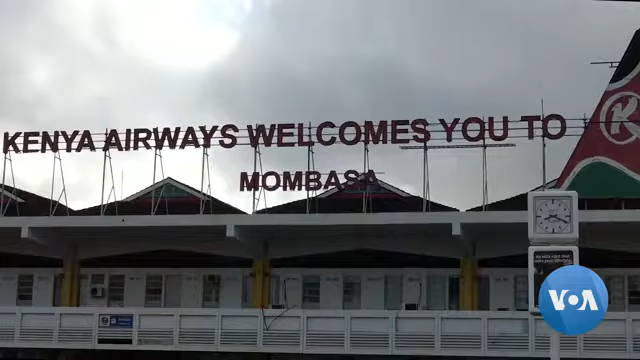 KENYA AIRWAYS WELCOMES YOU TO
MOMBASA
K
VOA